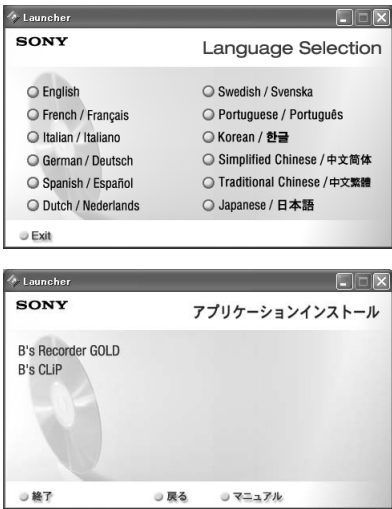 Launcher
SONY
Language Selection
English
French / Français
Italian / Italiano
German / Deutsch
Spanish / Español
Dutch / Nederlands
Swedish / Svenska
Portuguese / Português
Korean / 한글
Simplified Chinese / 中文简体
Traditional Chinese / 中文繁體
Japanese / 日本語
Exit
Launcher
SONY
アプリケーションインストール
B's Recorder GOLD
B's CLiP
終了
戻る
マニュアル